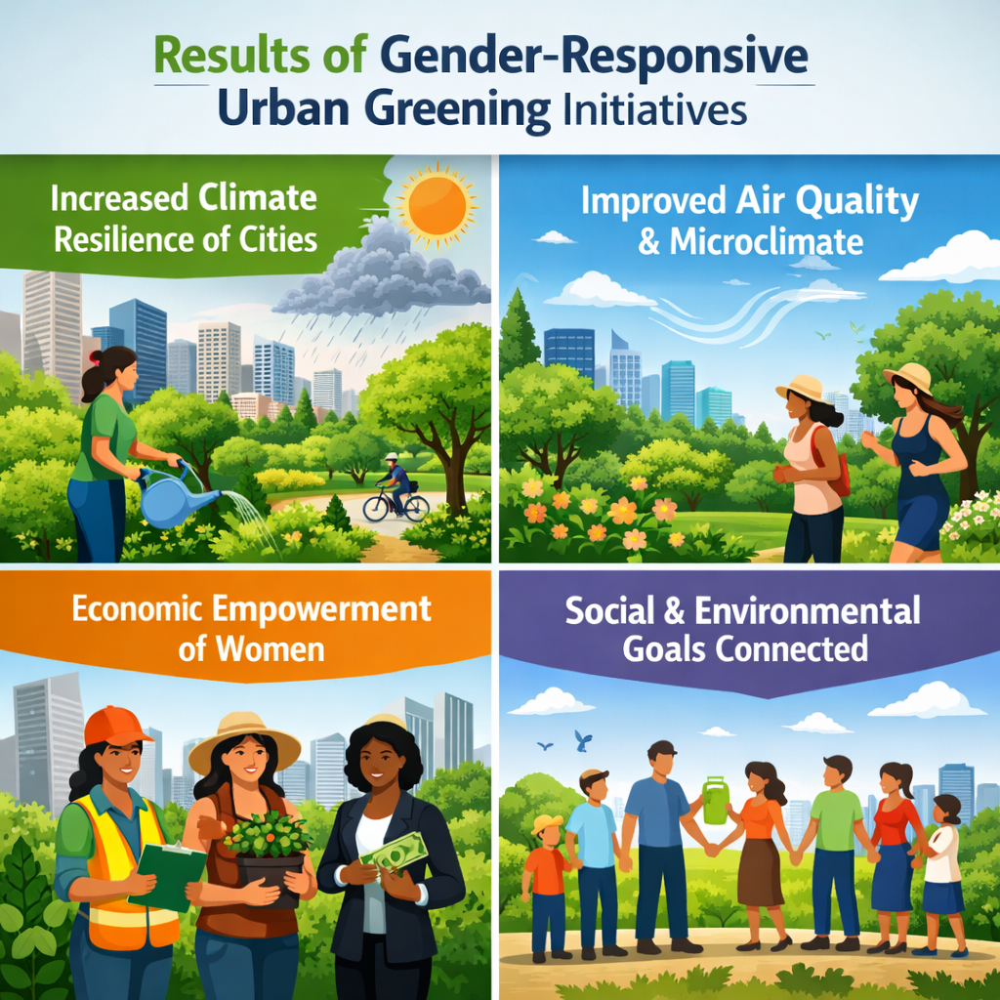 Results of Gender-Responsive
Urban Greening Initiatives
Increased Climate
Resilience of Cities
Improved Air Quality
& Microclimate
Economic Empowerment
of Women
Social & Environmental
Goals Connected